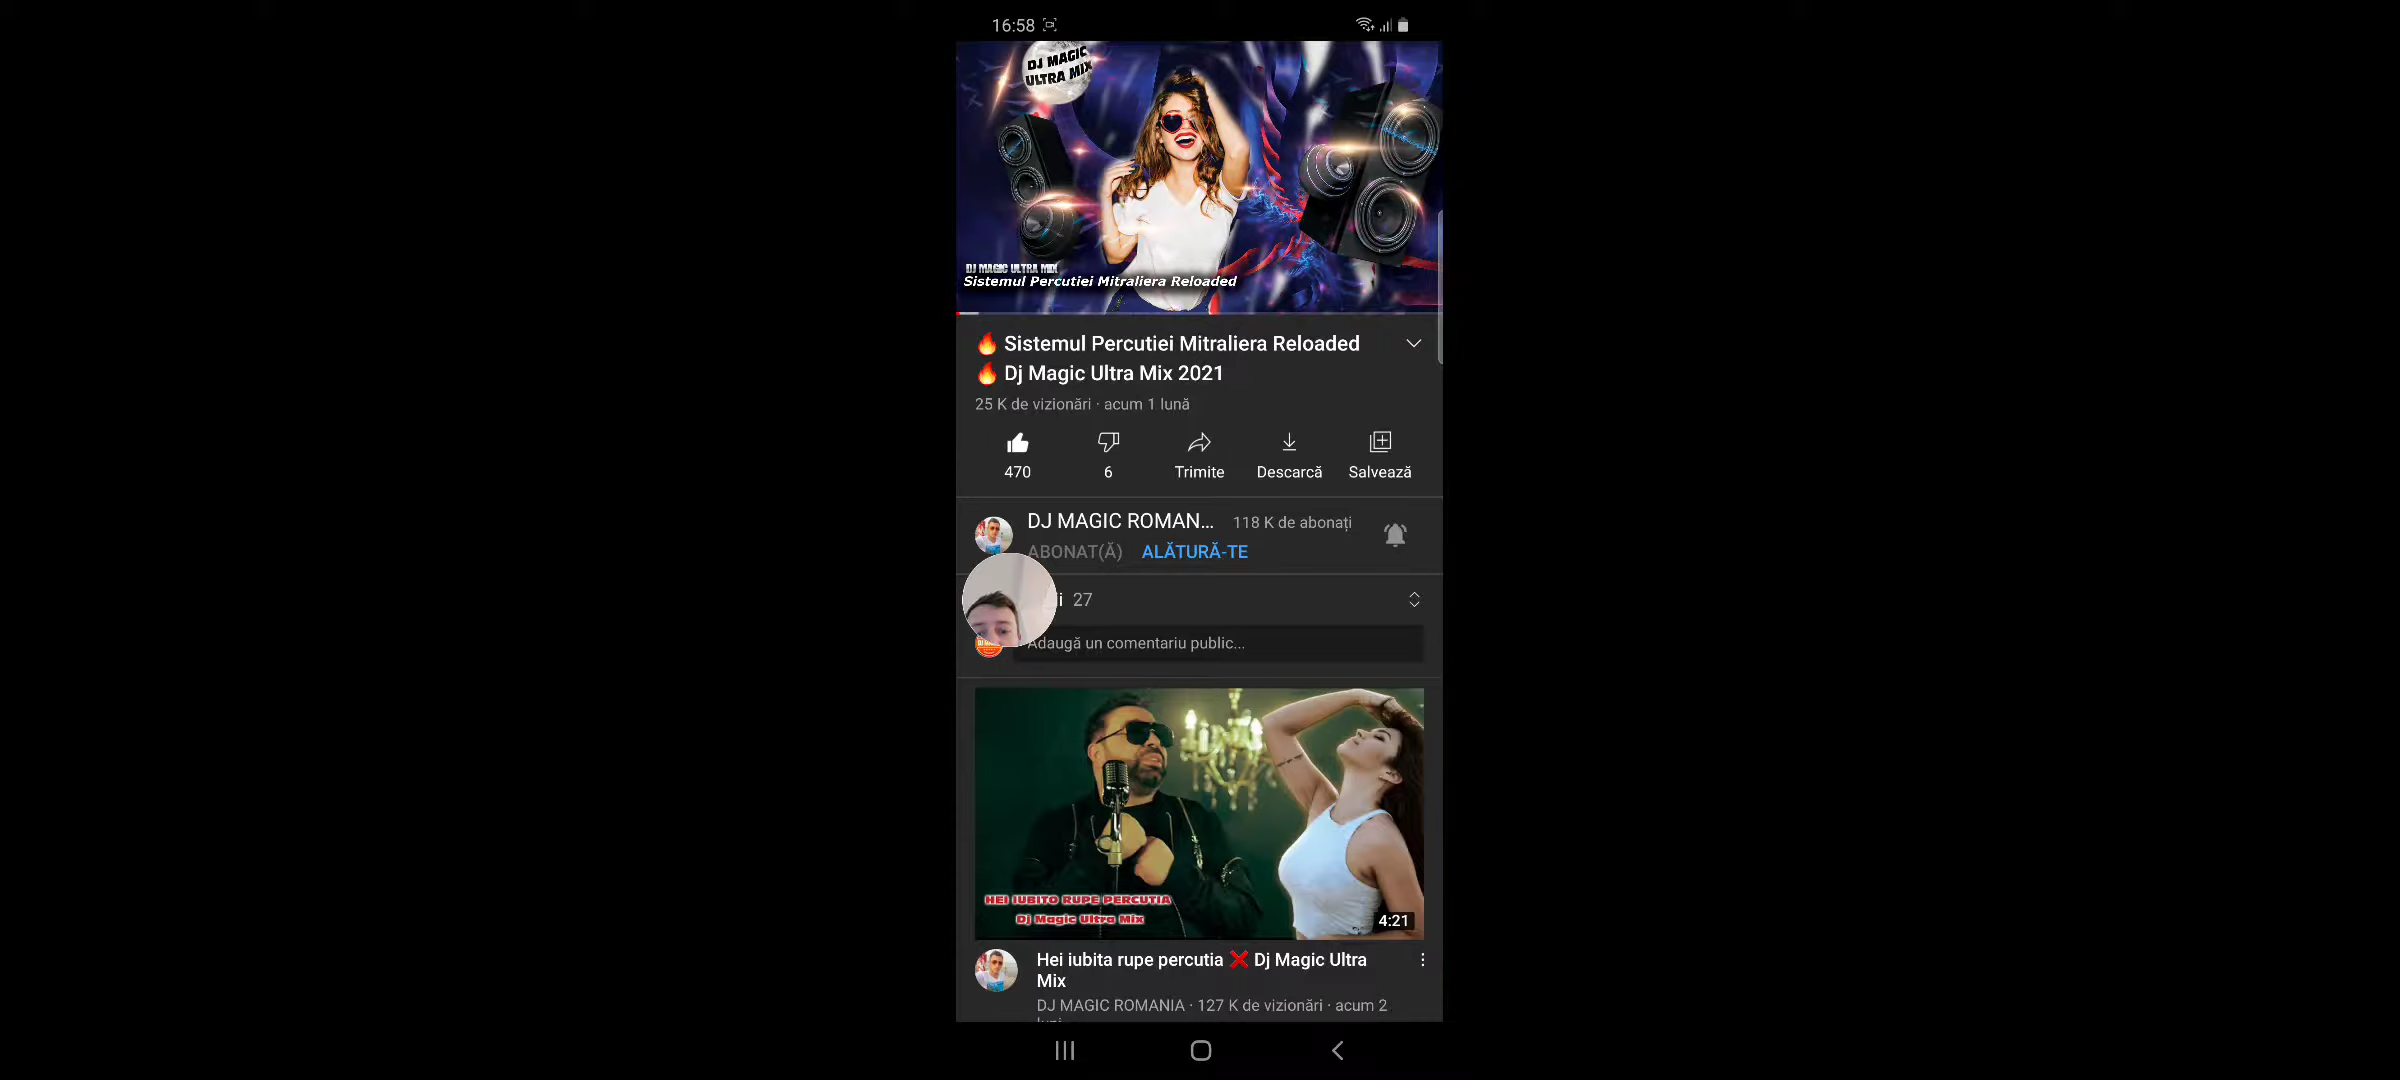 16:58
DJ MAGIC
ULTRA MIX
DJ MAGIC ULTRA MIX
Sistemul Percutiei Mitraliera Reloaded
🔥 Sistemul Percutiei Mitraliera Reloaded
🔥 Dj Magic Ultra Mix 2021
25 K de vizionări · acum 1 lună
470 6 Trimite Descarcă Salvează
DJ MAGIC ROMAN... 118 K de abonați
ABONAT(Ă) ALĂTURĂ-TE
27
Adaugă un comentariu public...
HEI IUBITO RUPE PERCUTIA
Dj Magic Ultra Mix
4:21
Hei iubita rupe percutia ❌ Dj Magic Ultra
Mix
DJ MAGIC ROMANIA · 127 K de vizionări · acum 2